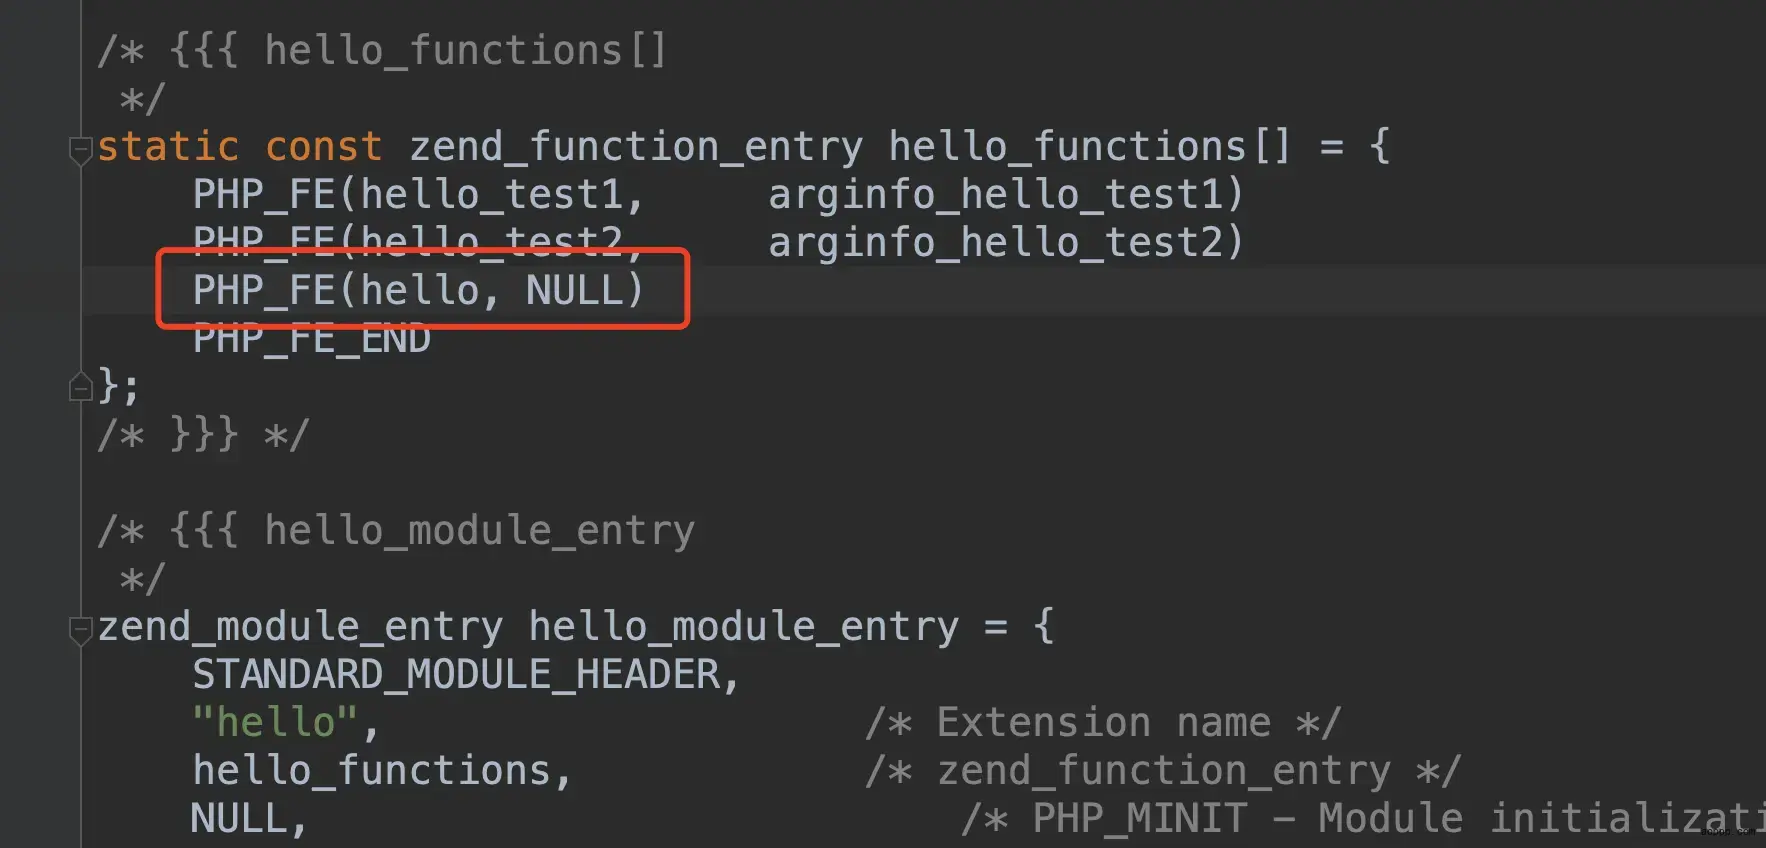 /* {{{ hello_functions[]
 */
static const zend_function_entry hello_functions[] = {
    PHP_FE(hello_test1,     arginfo_hello_test1)
    PHP_FE(hello_test2,     arginfo_hello_test2)
    PHP_FE(hello, NULL)
    PHP_FE_END
};
/* }}} */

/* {{{ hello_module_entry
 */
zend_module_entry hello_module_entry = {
    STANDARD_MODULE_HEADER,
    "hello",                    /* Extension name */
    hello_functions,            /* zend_function_entry */
    NULL,                           /* PHP_MINIT - Module initializati